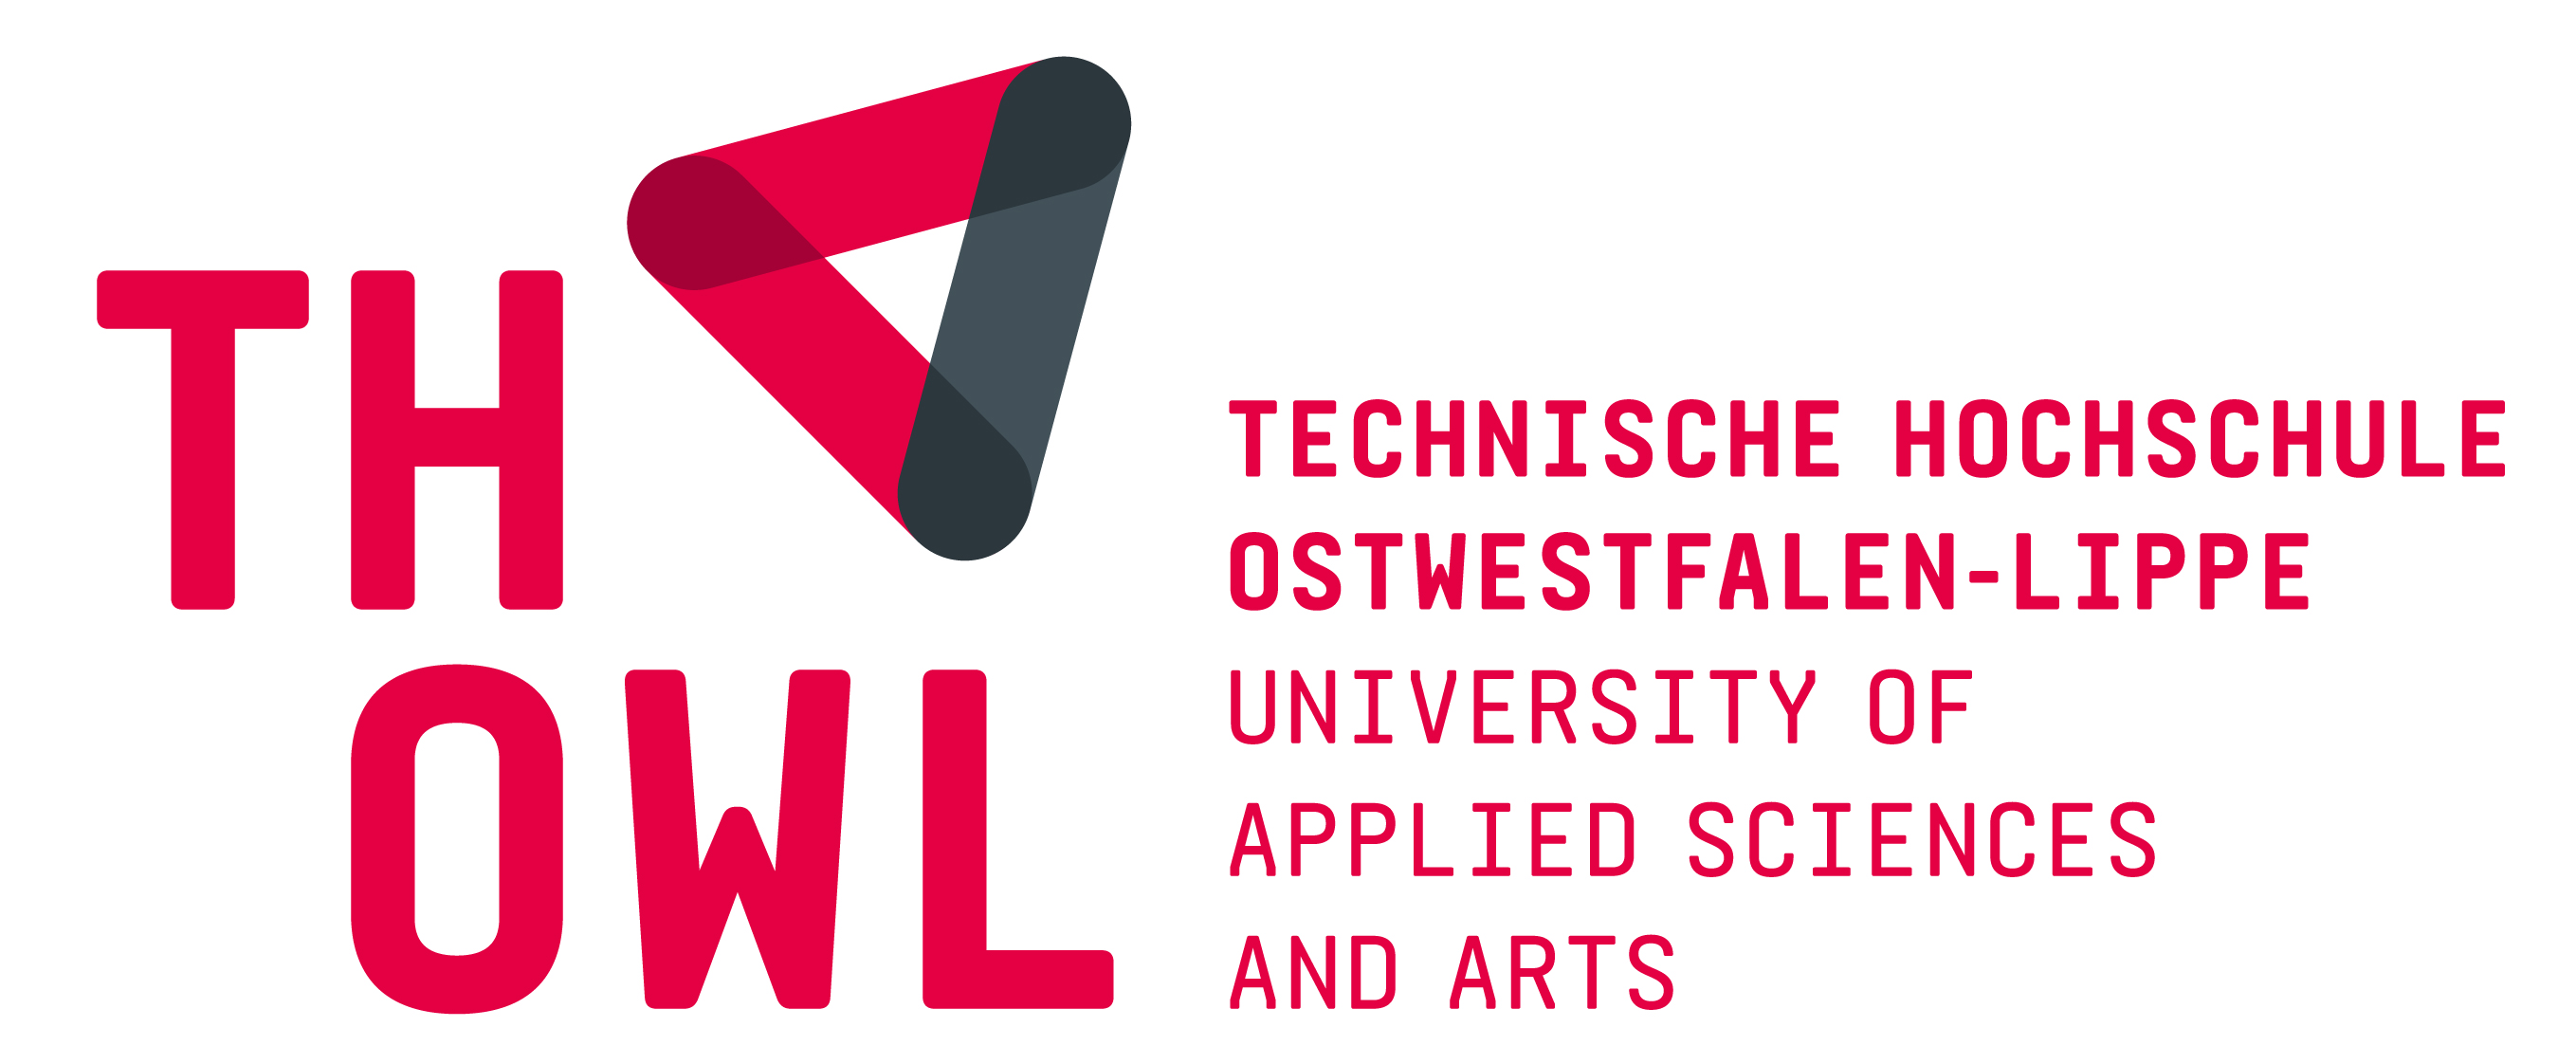 TH
OWL
TECHNISCHE HOCHSCHULE
OSTWESTFALEN-LIPPE
UNIVERSITY OF
APPLIED SCIENCES
AND ARTS